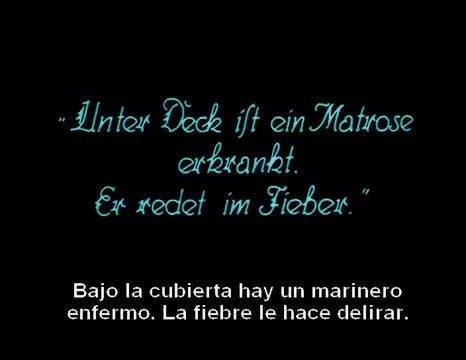 "Unter Deck iſt ein Matrose
erkrankt.
Er redet im Fieber."
Bajo la cubierta hay un marinero
enfermo. La fiebre le hace delirar.